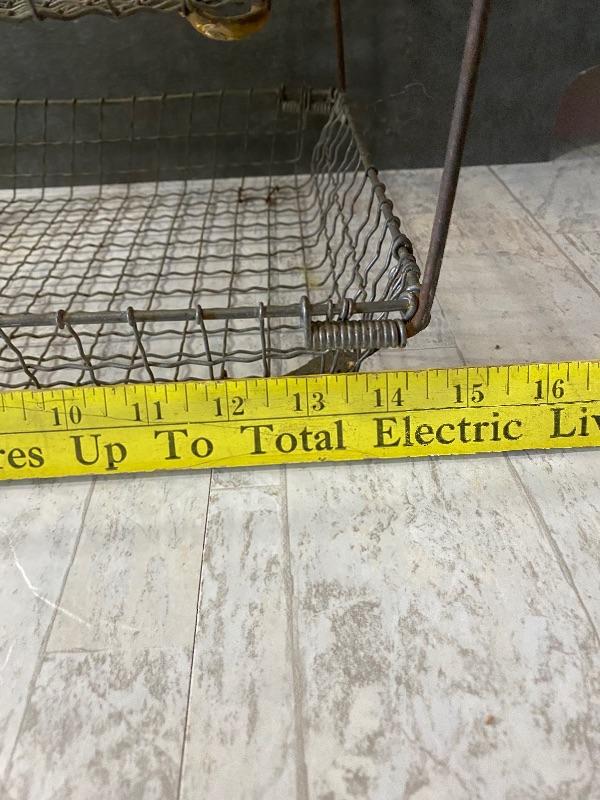 10 11 12 13 14 15 16
res Up To Total Electric Liv